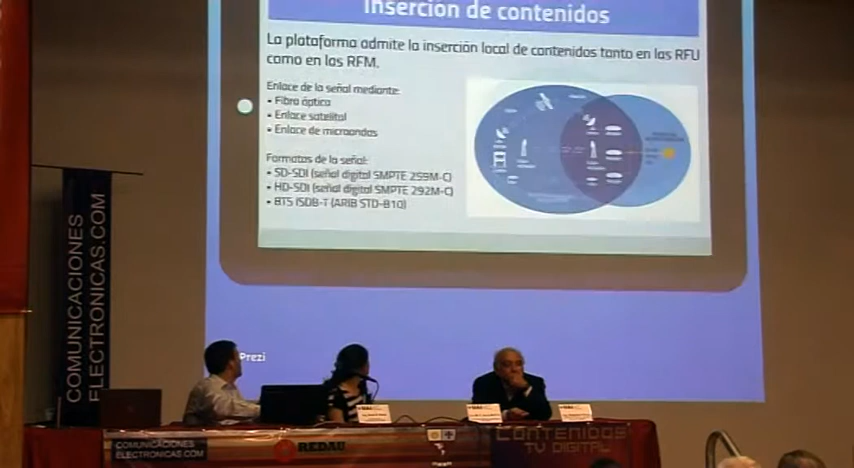 Inserción de contenidos
La plataforma admite la inserción local de contenidos tanto en las RFU
como en las RFM.
Enlace de la señal mediante:
• Fibra óptica
• Enlace satelital
• Enlace de microondas
Formatos de la señal:
• SD-SDI (señal digital SMPTE 259M-C)
• HD-SDI (señal digital SMPTE 292M-C)
• BTS ISDB-T (ARIB STD-B10)
COMUNICACIONES
ELECTRONICAS.COM
Prezi
COMUNICACIONES
ELECTRONICAS.COM
REDAU
CONTENIDOS
TV DIGITAL